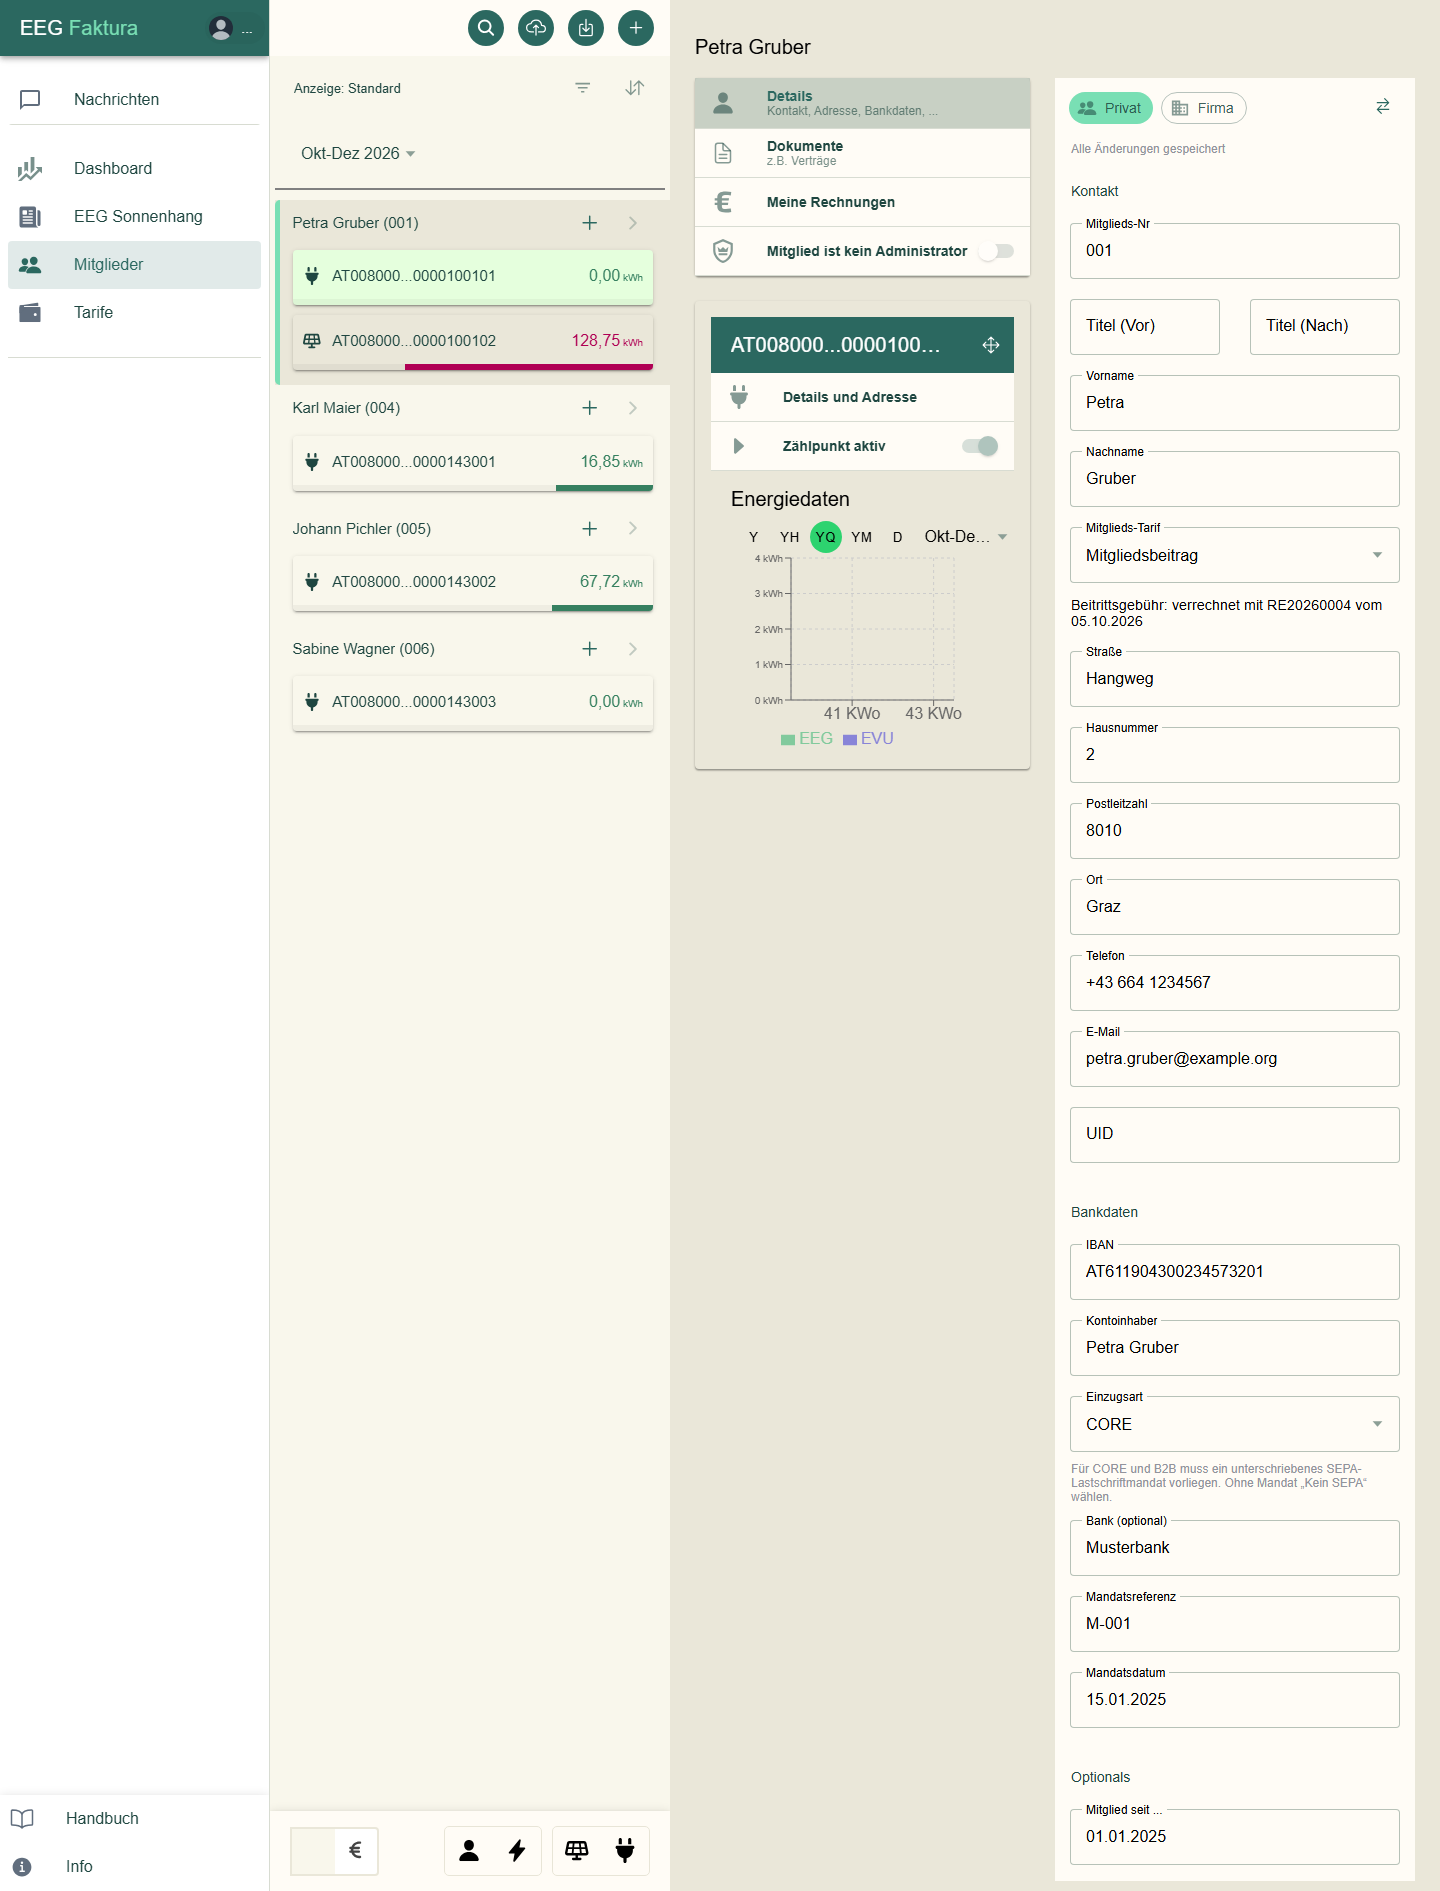 EEG Faktura
...
Nachrichten
Dashboard
EEG Sonnenhang
Mitglieder
Tarife
Handbuch
Info
Anzeige: Standard
Okt-Dez 2026
Petra Gruber (001)
AT008000...0000100101
0,00 kWh
AT008000...0000100102
128,75 kWh
Karl Maier (004)
AT008000...0000143001
16,85 kWh
Johann Pichler (005)
AT008000...0000143002
67,72 kWh
Sabine Wagner (006)
AT008000...0000143003
0,00 kWh
€
Petra Gruber
Details
Kontakt, Adresse, Bankdaten, ...
Dokumente
z.B. Verträge
€
Meine Rechnungen
Mitglied ist kein Administrator
AT008000...0000100...
Details und Adresse
Zählpunkt aktiv
Energiedaten
Y YH YQ YM D Okt-De...
4 kWh
3 kWh
2 kWh
1 kWh
0 kWh
41 KWo 43 KWo
EEG EVU
Privat
Firma
Alle Änderungen gespeichert
Kontakt
Mitglieds-Nr
001
Titel (Vor)
Titel (Nach)
Vorname
Petra
Nachname
Gruber
Mitglieds-Tarif
Mitgliedsbeitrag
Beitrittsgebühr: verrechnet mit RE20260004 vom
05.10.2026
Straße
Hangweg
Hausnummer
2
Postleitzahl
8010
Ort
Graz
Telefon
+43 664 1234567
E-Mail
petra.gruber@example.org
UID
Bankdaten
IBAN
AT611904300234573201
Kontoinhaber
Petra Gruber
Einzugsart
CORE
Für CORE und B2B muss ein unterschriebenes SEPA-
Lastschriftmandat vorliegen. Ohne Mandat „Kein SEPA“
wählen.
Bank (optional)
Musterbank
Mandatsreferenz
M-001
Mandatsdatum
15.01.2025
Optionals
Mitglied seit ...
01.01.2025